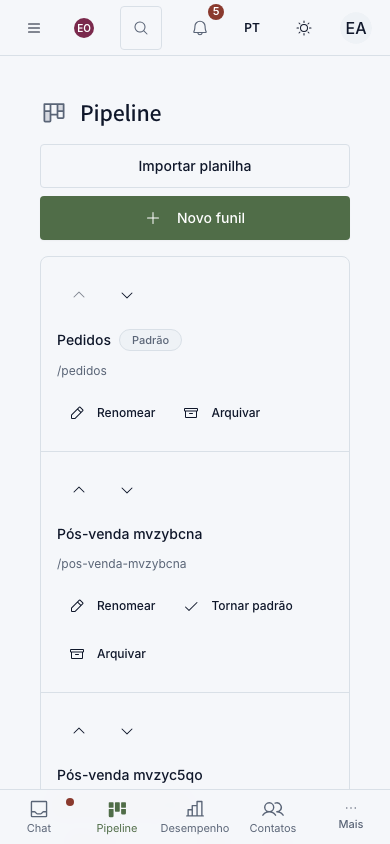 EO
5
PT
EA
Pipeline
Importar planilha
Novo funil
Pedidos Padrão
/pedidos
Renomear Arquivar
Pós-venda mvzybcna
/pos-venda-mvzybcna
Renomear Tornar padrão
Arquivar
Pós-venda mvzyc5qo
Chat Pipeline Desempenho Contatos Mais